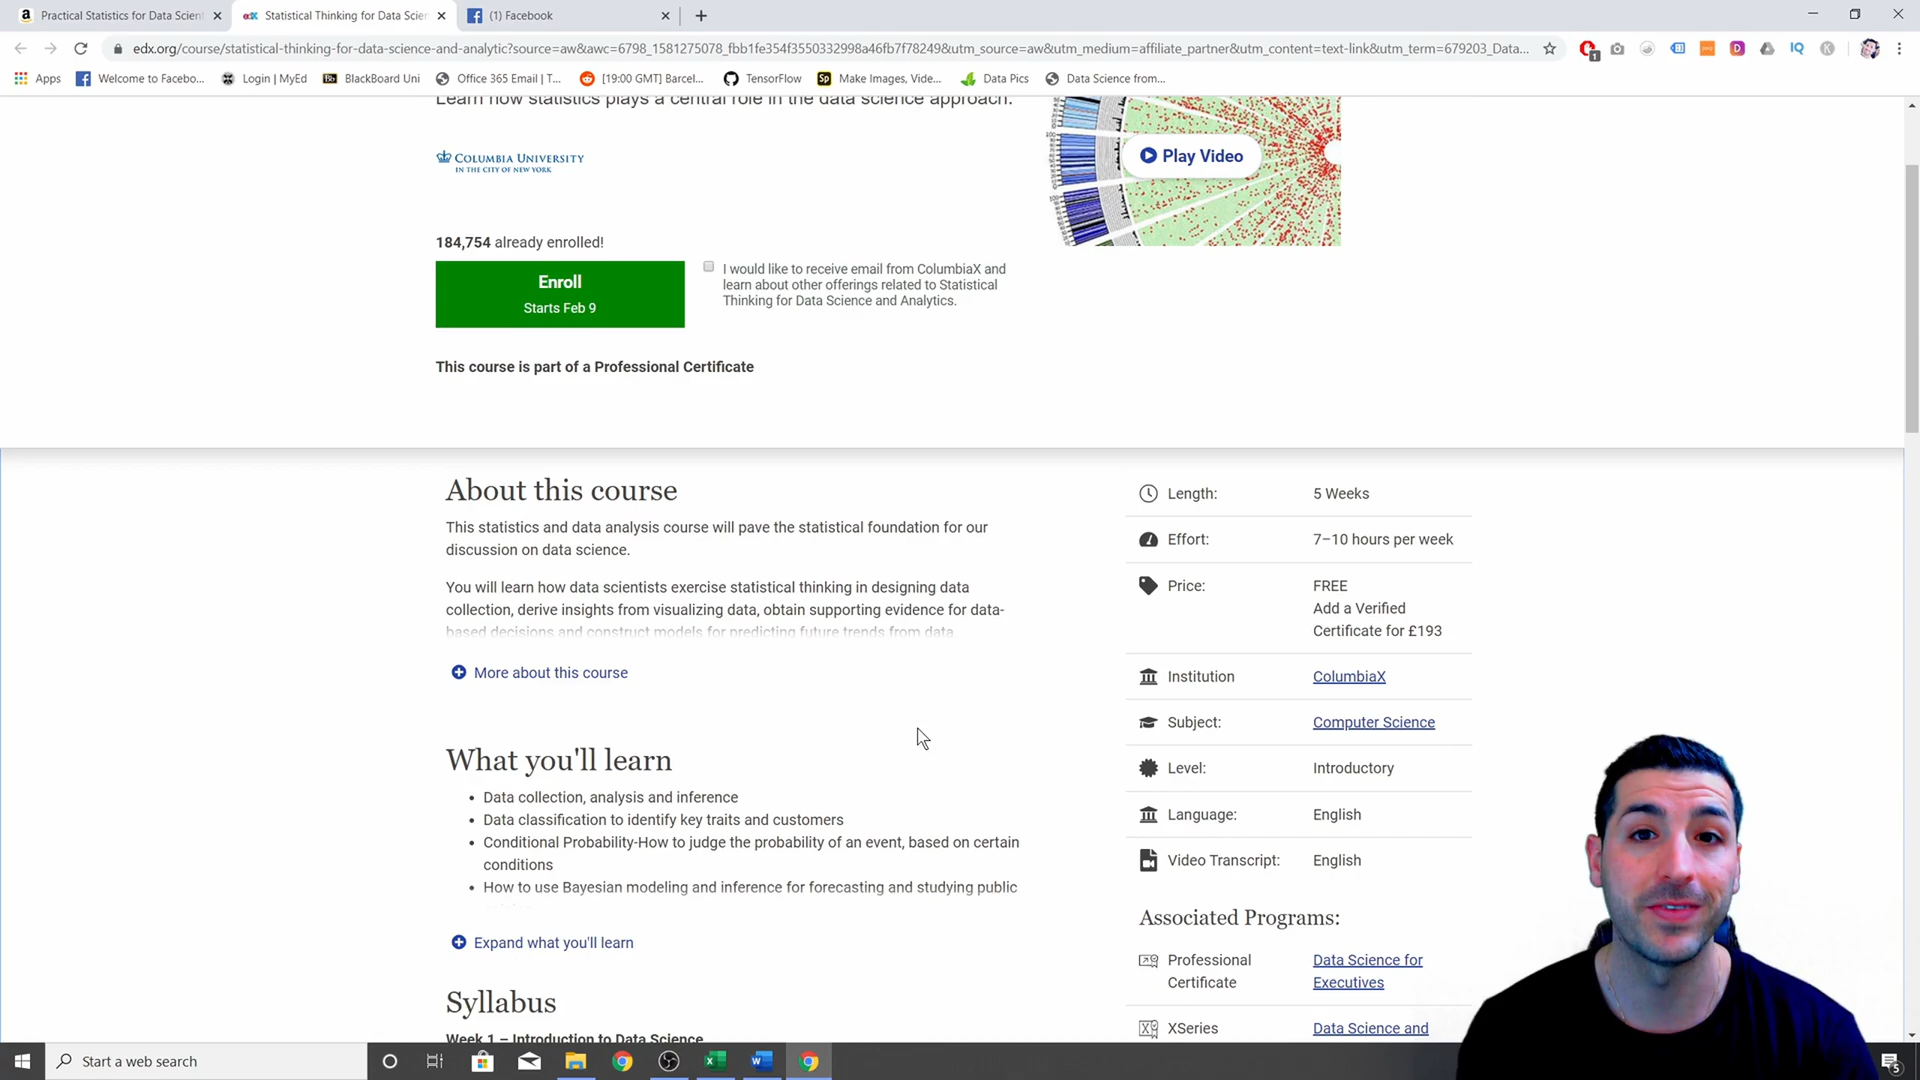 Practical Statistics for Data Scient
Statistical Thinking for Data Scien
(1) Facebook
edx.org/course/statistical-thinking-for-data-science-and-analytic?source=aw&awc=6798_1581275078_fbb1fe354f3550332998a46fb7f78249&utm_source=aw&utm_medium=affiliate_partner&utm_content=text-link&utm_term=679203_Data...
Apps
Welcome to Facebo...
Login | MyEd
BlackBoard Uni
Office 365 Email | T...
[19:00 GMT] Barcel...
TensorFlow
Make Images, Vide...
Data Pics
Data Science from...
Learn how statistics plays a central role in the data science approach.
COLUMBIA UNIVERSITY
IN THE CITY OF NEW YORK
Play Video
184,754 already enrolled!
Enroll
Starts Feb 9
I would like to receive email from ColumbiaX and
learn about other offerings related to Statistical
Thinking for Data Science and Analytics.
This course is part of a Professional Certificate
About this course
This statistics and data analysis course will pave the statistical foundation for our
discussion on data science.
You will learn how data scientists exercise statistical thinking in designing data
collection, derive insights from visualizing data, obtain supporting evidence for data-
based decisions and construct models for predicting future trends from data
More about this course
What you'll learn
• Data collection, analysis and inference
• Data classification to identify key traits and customers
• Conditional Probability-How to judge the probability of an event, based on certain
conditions
• How to use Bayesian modeling and inference for forecasting and studying public
Expand what you'll learn
Syllabus
Week 1 – Introduction to Data Science
Length: 5 Weeks
Effort: 7–10 hours per week
Price: FREE
Add a Verified
Certificate for £193
Institution ColumbiaX
Subject: Computer Science
Level: Introductory
Language: English
Video Transcript: English
Associated Programs:
Professional Data Science for
Certificate Executives
XSeries Data Science and
Start a web search
5